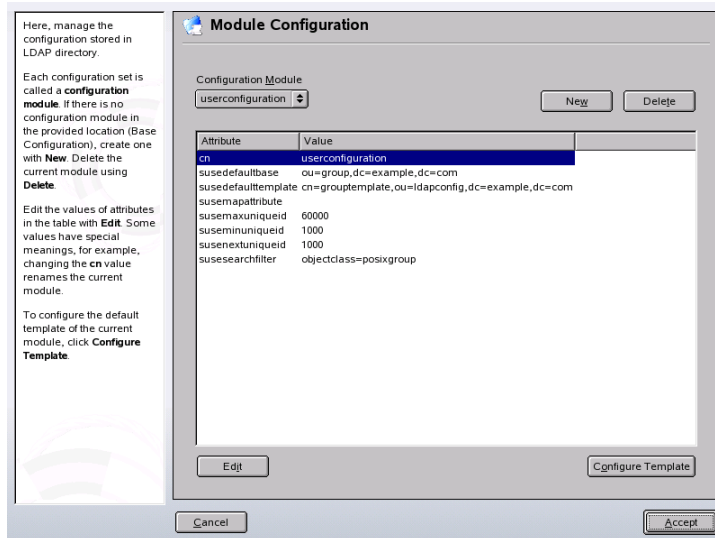 Here, manage the
configuration stored in
LDAP directory.
Each configuration set is
called a configuration
module. If there is no
configuration module in
the provided location (Base
Configuration), create one
with New. Delete the
current module using
Delete.
Edit the values of attributes
in the table with Edit. Some
values have special
meanings, for example,
changing the cn value
renames the current
module.
To configure the default
template of the current
module, click Configure
Template.
Module Configuration
Configuration Module
userconfiguration
New Delete
Attribute Value
cn userconfiguration
susedefaultbase ou=group,dc=example,dc=com
susedefaulttemplate cn=grouptemplate,ou=ldapconfig,dc=example,dc=com
susemapattribute
susemaxuniqueid 60000
suseminuniqueid 1000
susenextuniqueid 1000
susesearchfilter objectclass=posixgroup
Edit Configure Template
Cancel Accept